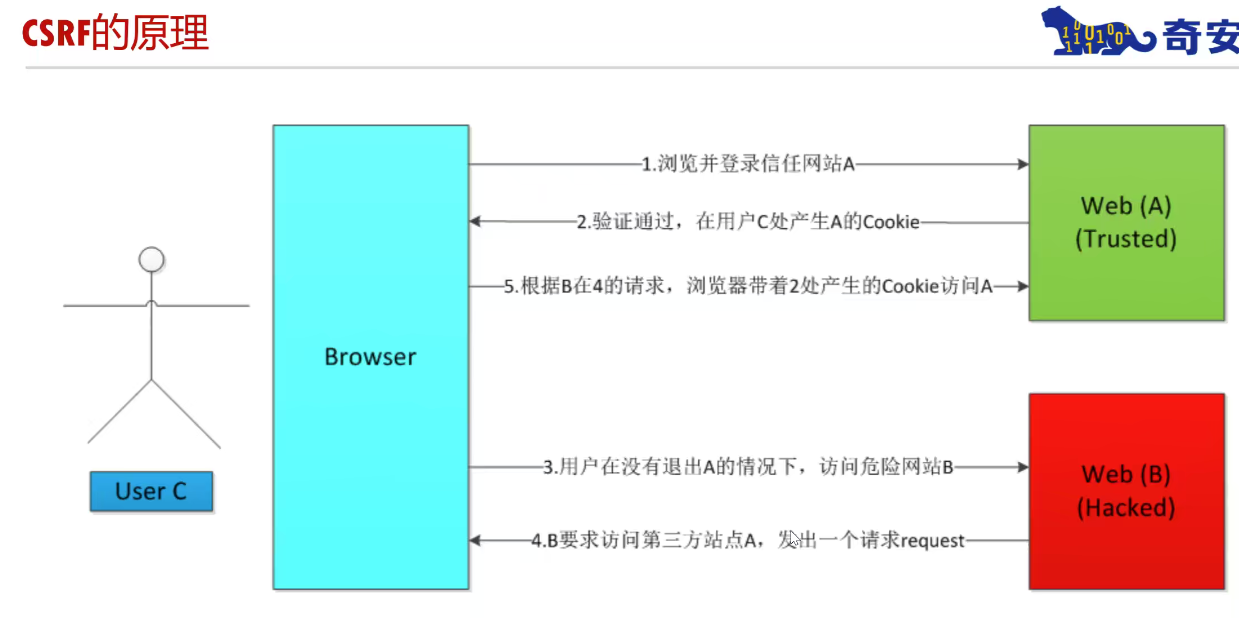 CSRF的原理
奇安
1.浏览并登录信任网站A
2.验证通过，在用户C处产生A的Cookie
5.根据B在4的请求，浏览器带着2处产生的Cookie访问A
Web (A)
(Trusted)
Browser
3.用户在没有退出A的情况下，访问危险网站B
4.B要求访问第三方站点A，发出一个请求request
Web (B)
(Hacked)
User C